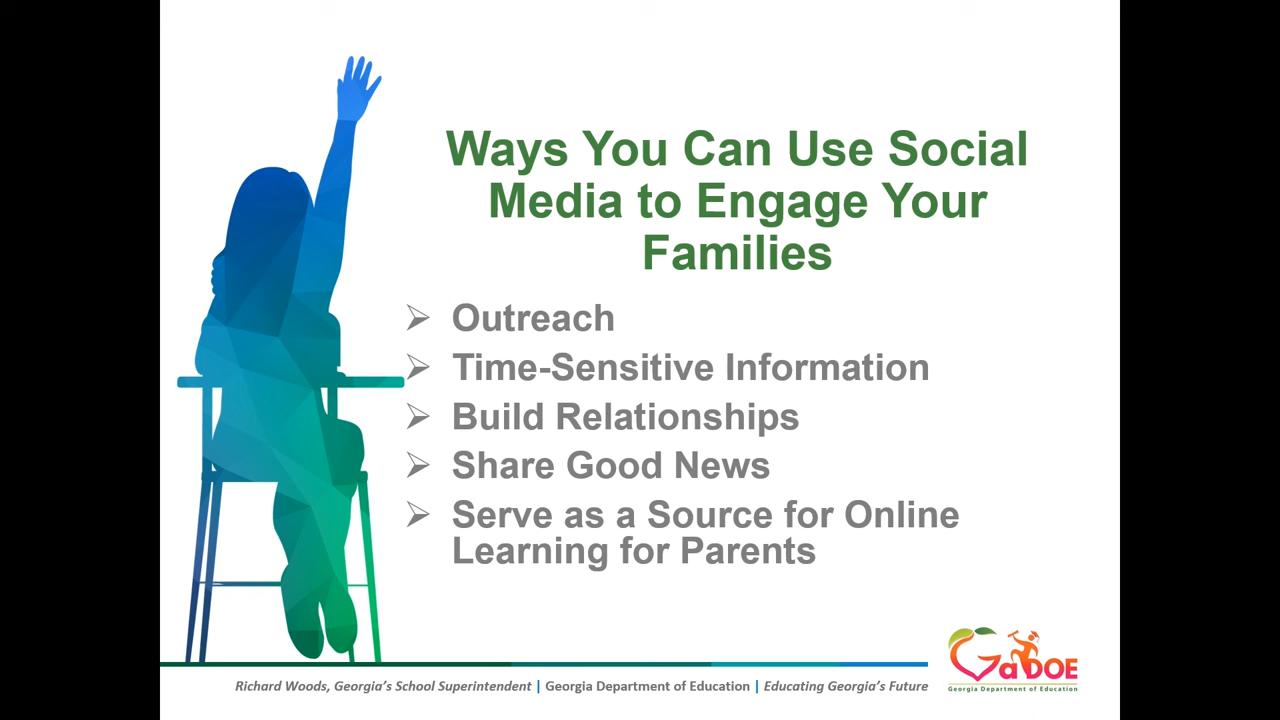 Ways You Can Use Social
Media to Engage Your
Families
Outreach
Time-Sensitive Information
Build Relationships
Share Good News
Serve as a Source for Online
Learning for Parents
Richard Woods, Georgia's School Superintendent | Georgia Department of Education | Educating Georgia's Future
GaDOE
Georgia Department of Education